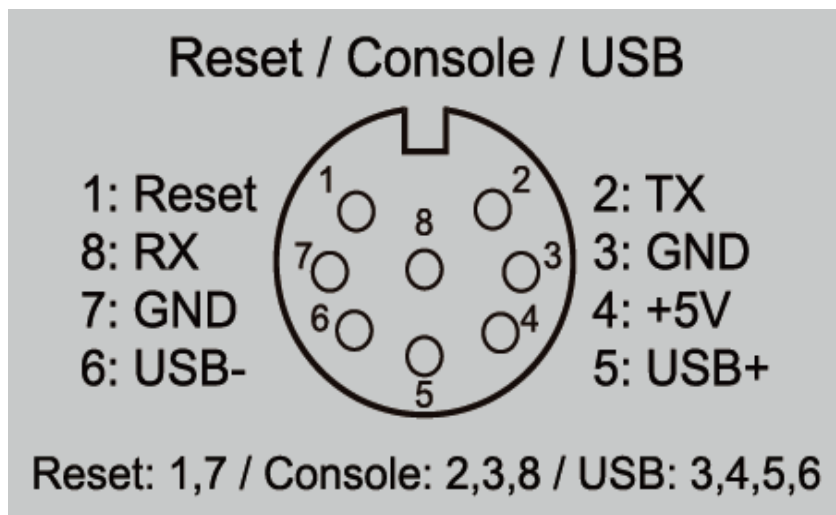 Reset / Console / USB
1: Reset
8: RX
7: GND
6: USB-
1
2
8
7
3
6
4
5
2: TX
3: GND
4: +5V
5: USB+
Reset: 1,7 / Console: 2,3,8 / USB: 3,4,5,6